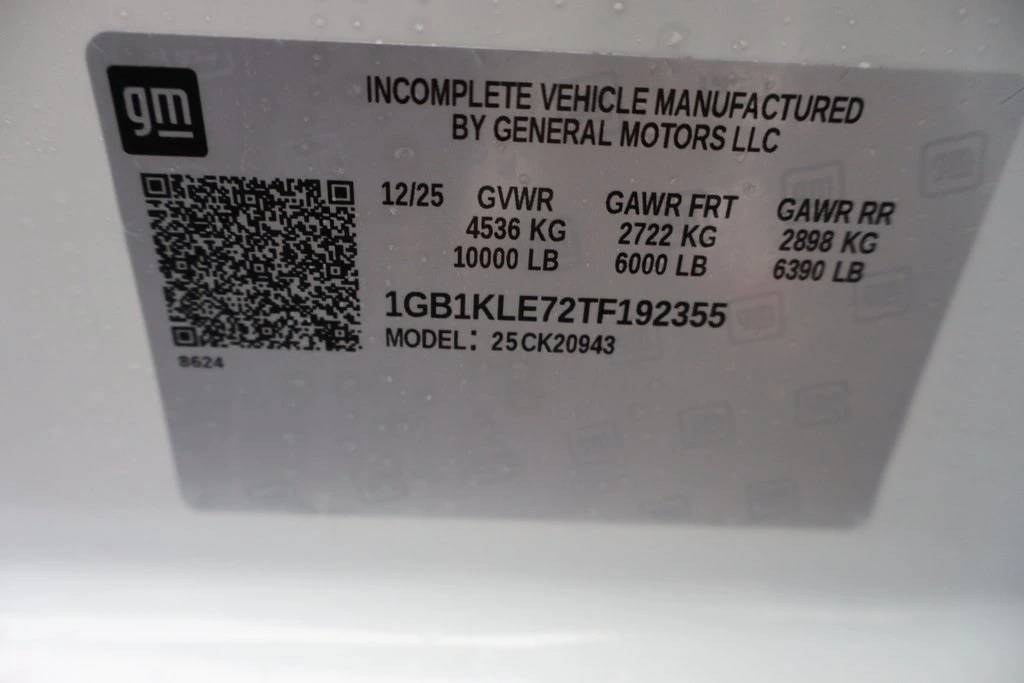 gm
INCOMPLETE VEHICLE MANUFACTURED
BY GENERAL MOTORS LLC
12/25 GVWR GAWR FRT GAWR RR
4536 KG 2722 KG 2898 KG
10000 LB 6000 LB 6390 LB
1GB1KLE72TF192355
MODEL: 25CK20943
8624